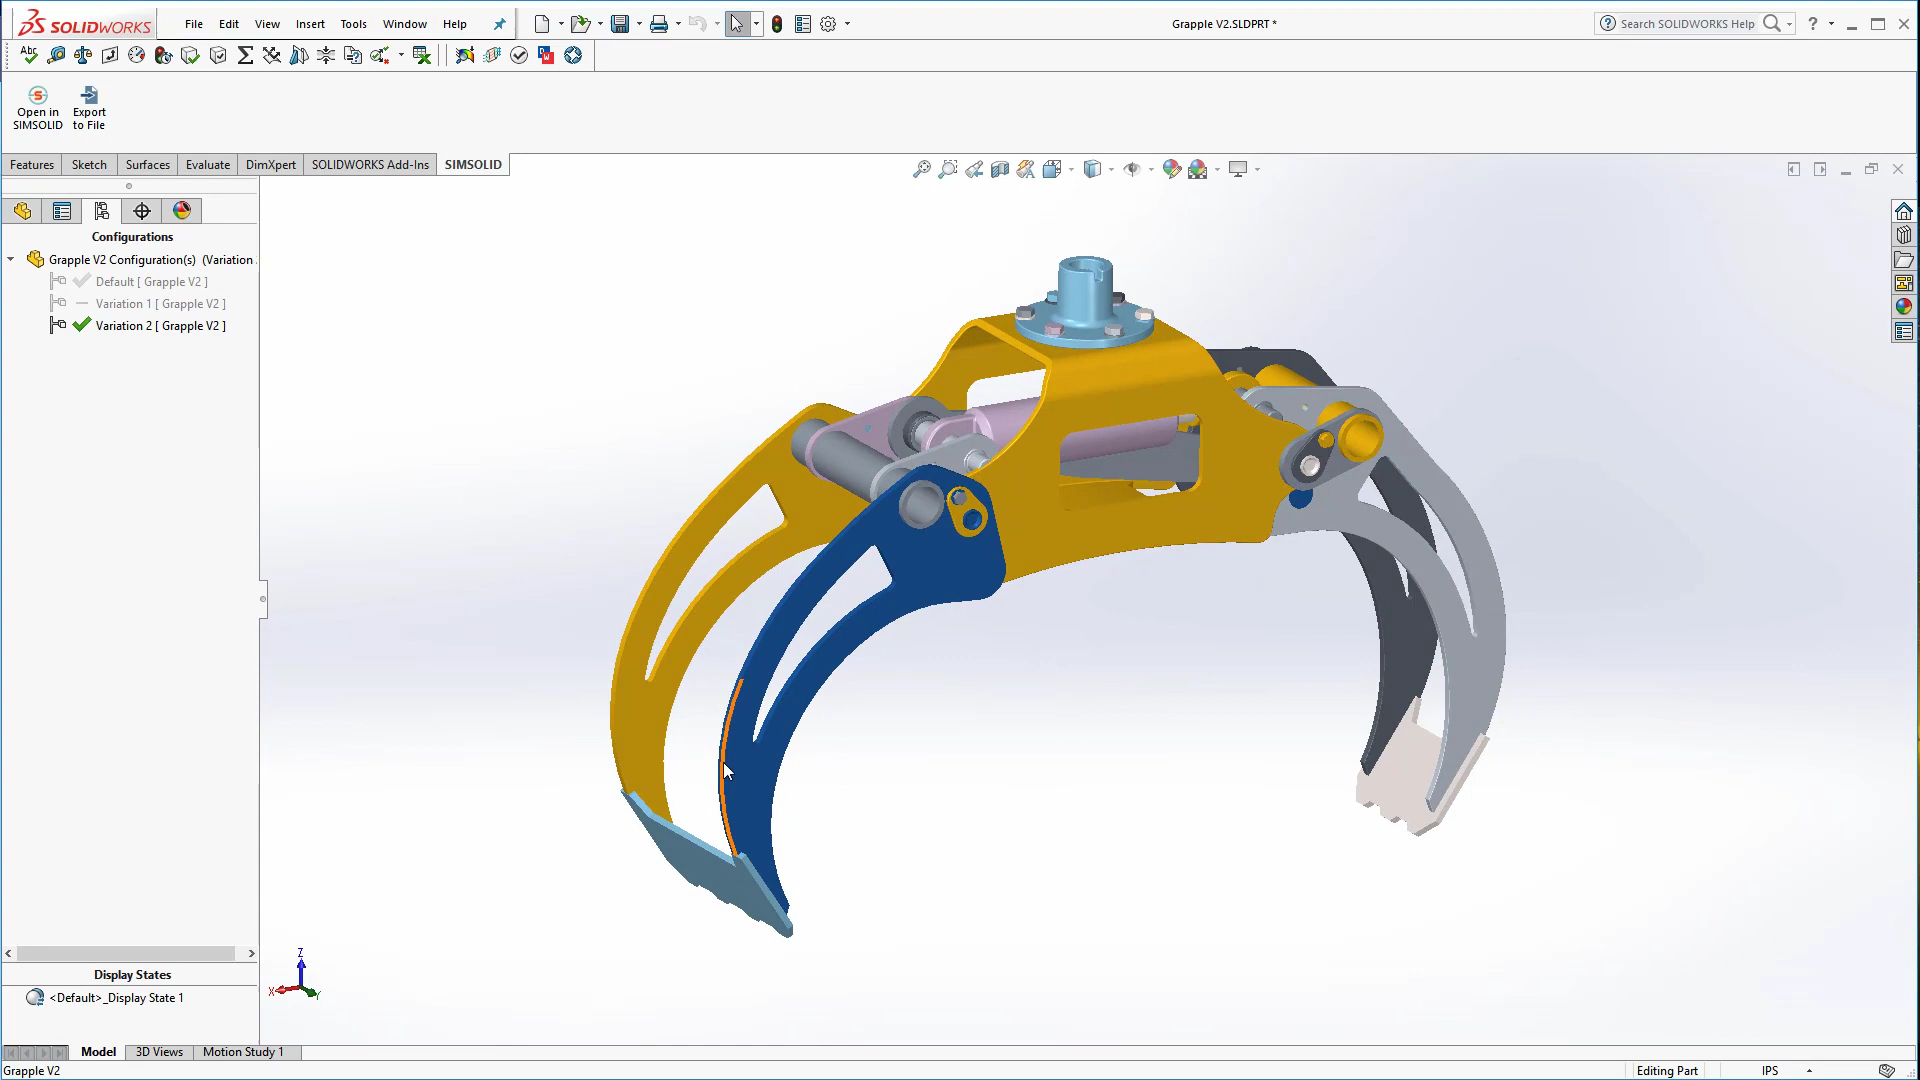 SOLIDWORKS File Edit View Insert Tools Window Help Grapple V2.SLDPRT * Search SOLIDWORKS Help ?
Abc
Open in SIMSOLID
Export to File
Features Sketch Surfaces Evaluate DimXpert SOLIDWORKS Add-Ins SIMSOLID
Configurations
Grapple V2 Configuration(s) (Variation
Default [ Grapple V2 ]
Variation 1 [ Grapple V2 ]
Variation 2 [ Grapple V2 ]
Z
X
Y
Display States
<Default>_Display State 1
Model 3D Views Motion Study 1
Grapple V2 Editing Part IPS